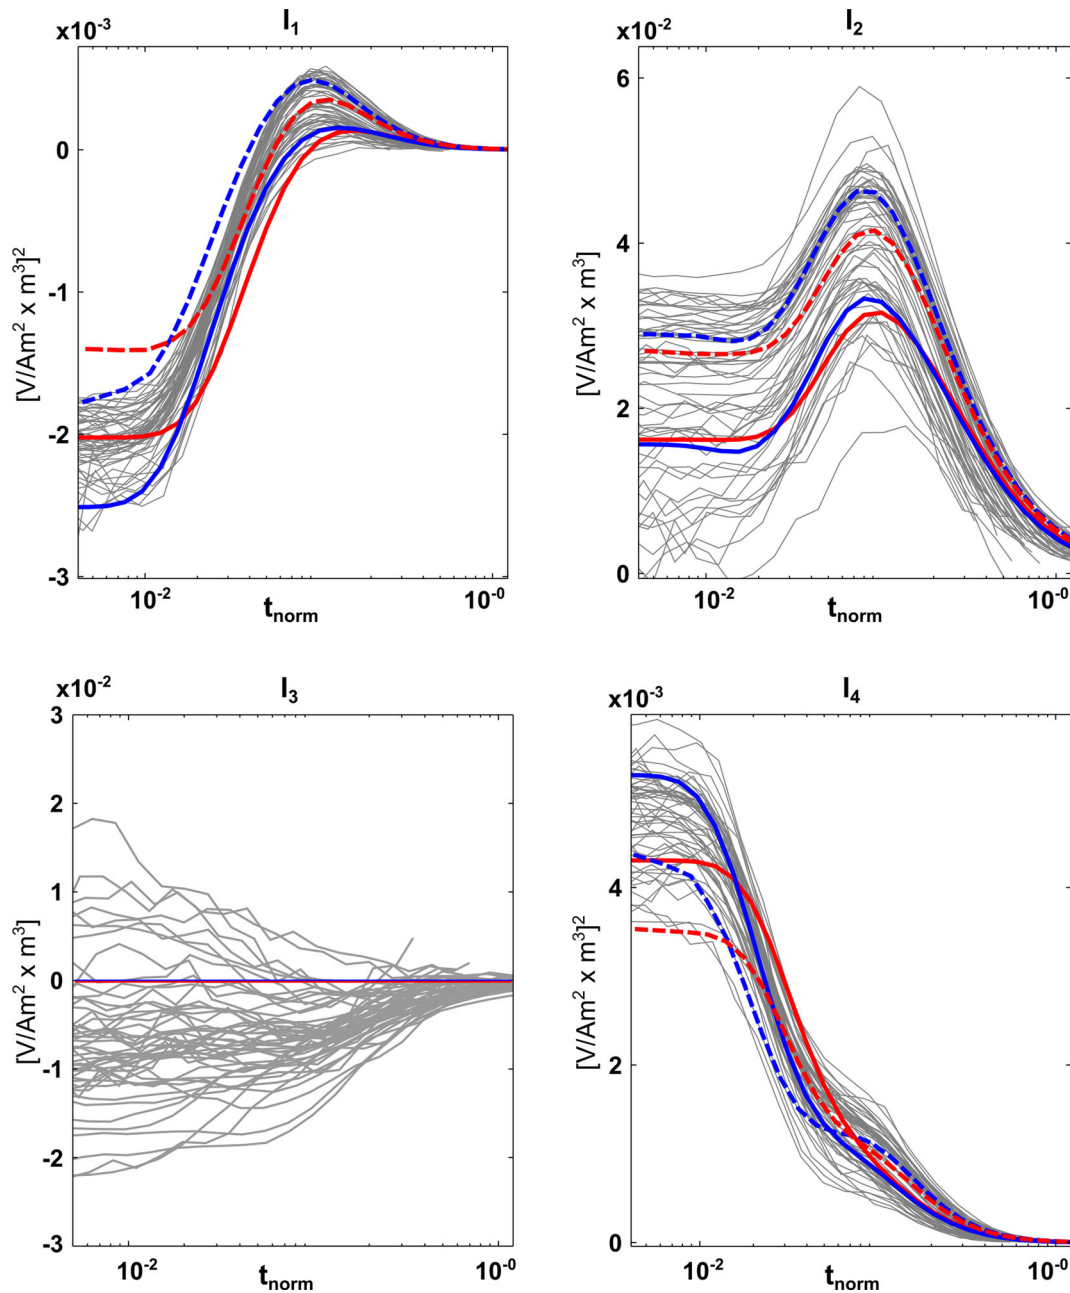 x10⁻³ I₁
0
-1
-2
-3
[V/Am² x m³]²
10⁻² t_norm 10⁻⁰
x10⁻² I₂
6
4
2
0
[V/Am² x m³]
10⁻² t_norm 10⁻⁰
x10⁻² I₃
3
2
1
0
-1
-2
-3
[V/Am² x m³]
10⁻² t_norm 10⁻⁰
x10⁻³ I₄
4
2
0
[V/Am² x m³]²
10⁻² t_norm 10⁻⁰